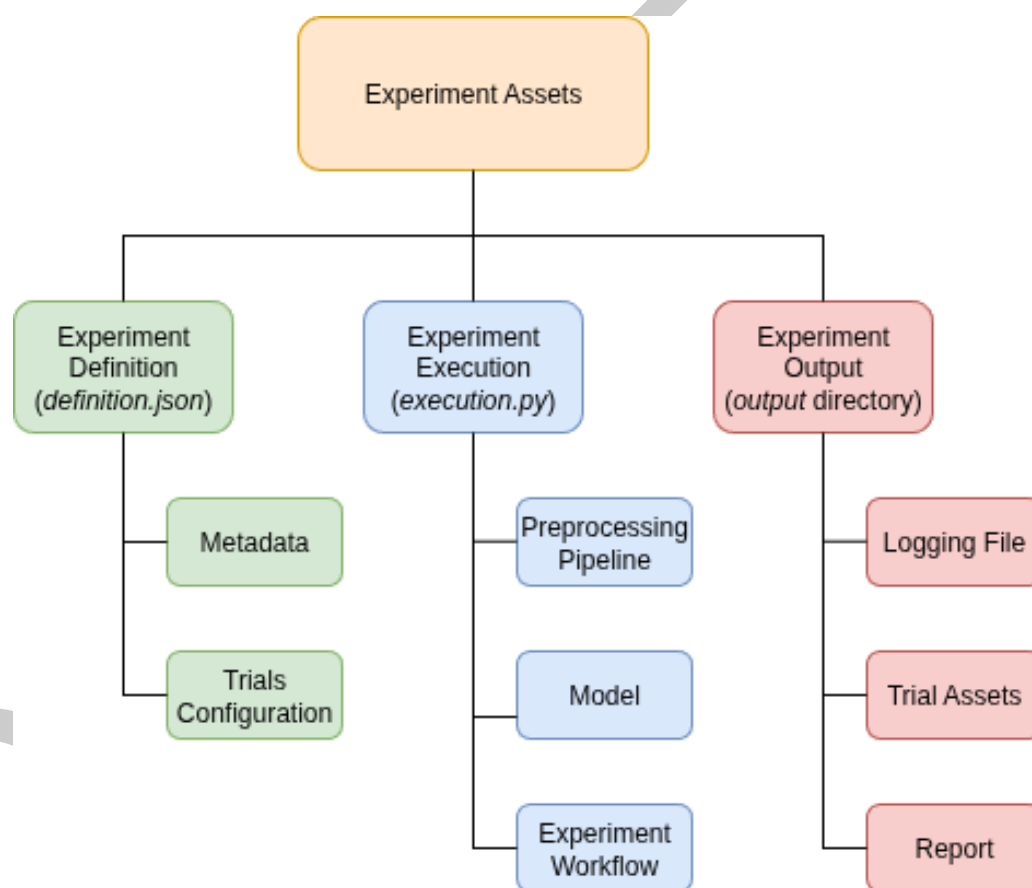 Experiment Assets
Experiment
Definition
(definition.json)
Experiment
Execution
(execution.py)
Experiment
Output
(output directory)
Metadata
Trials
Configuration
Preprocessing
Pipeline
Model
Experiment
Workflow
Logging File
Trial Assets
Report